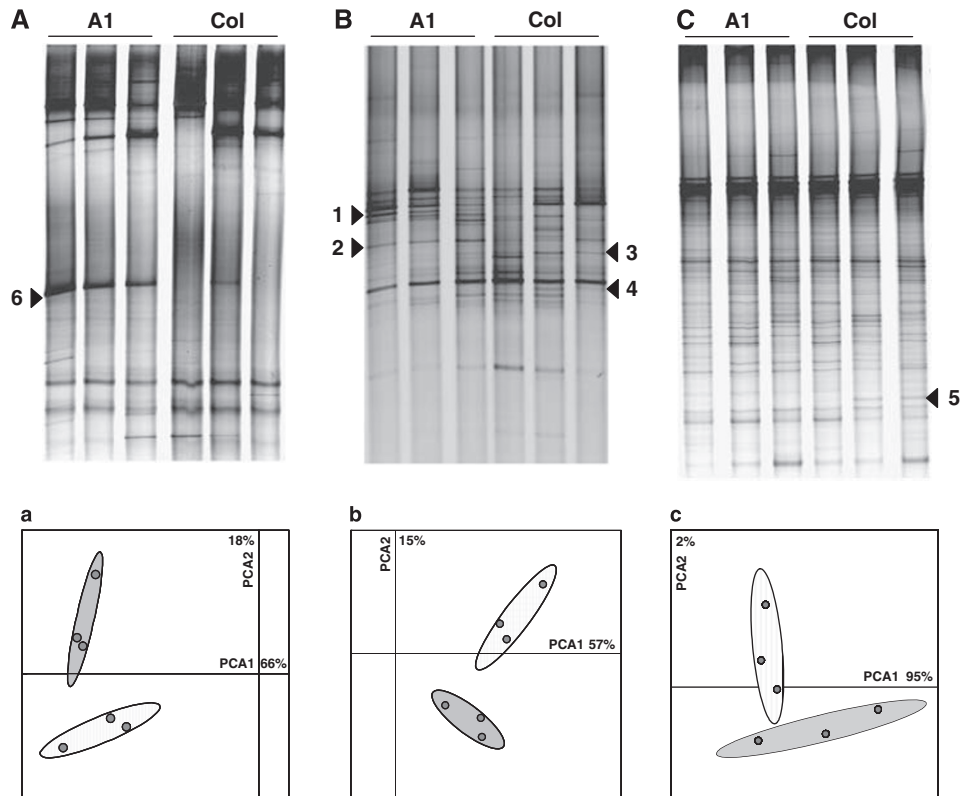 A B C
A1 Col A1 Col A1 Col
1
2 3
6 4
5
a b c
18% 15% 2%
PCA2 PCA2 PCA2
PCA1 66% PCA1 57% PCA1 95%